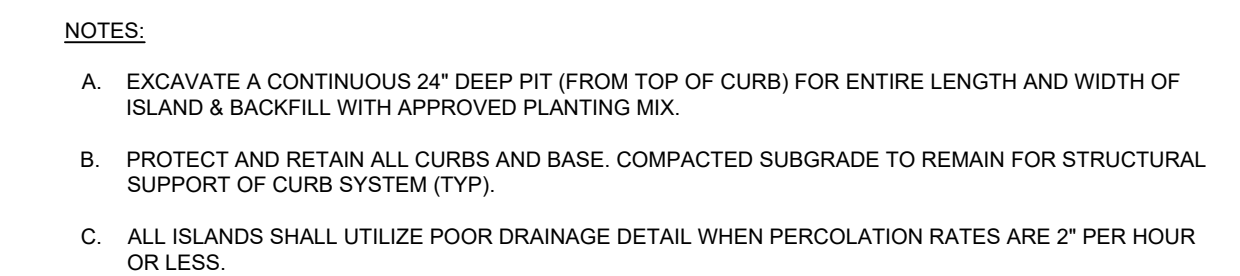 NOTES:
A. EXCAVATE A CONTINUOUS 24" DEEP PIT (FROM TOP OF CURB) FOR ENTIRE LENGTH AND WIDTH OF
ISLAND & BACKFILL WITH APPROVED PLANTING MIX.
B. PROTECT AND RETAIN ALL CURBS AND BASE. COMPACTED SUBGRADE TO REMAIN FOR STRUCTURAL
SUPPORT OF CURB SYSTEM (TYP).
C. ALL ISLANDS SHALL UTILIZE POOR DRAINAGE DETAIL WHEN PERCOLATION RATES ARE 2" PER HOUR
OR LESS.